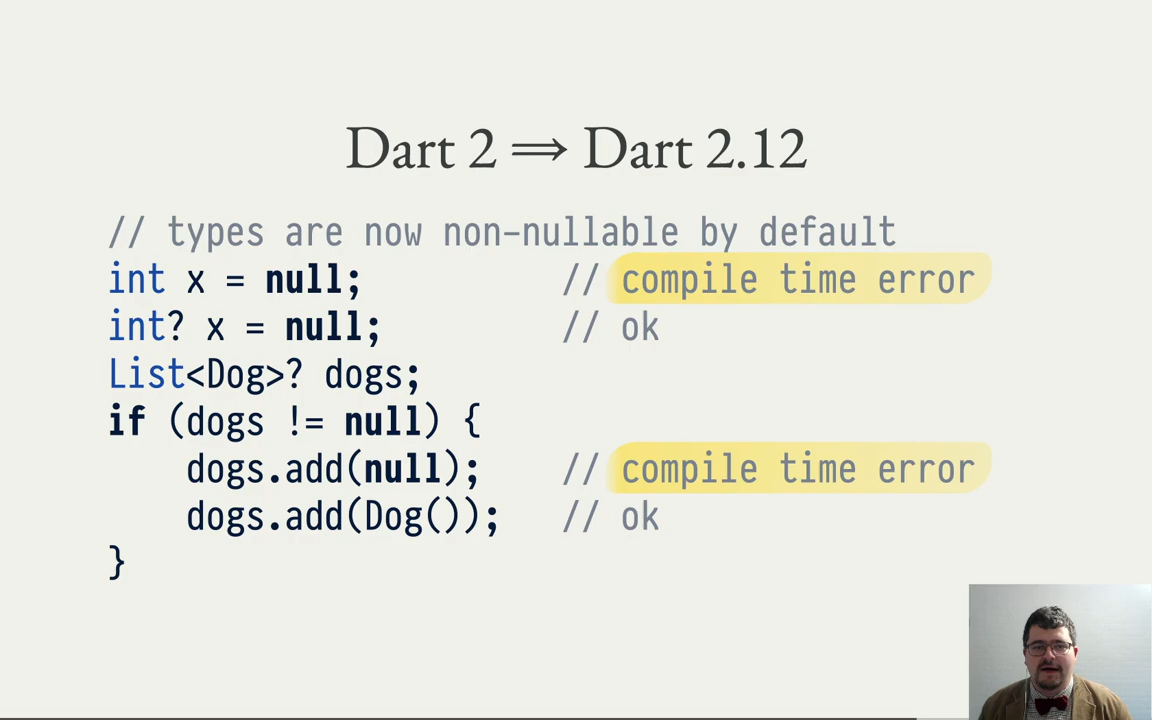 Dart 2 ⟹ Dart 2.12
// types are now non-nullable by default
int x = null; // compile time error
int? x = null; // ok
List<Dog>? dogs;
if (dogs != null) {
dogs.add(null); // compile time error
dogs.add(Dog()); // ok
}